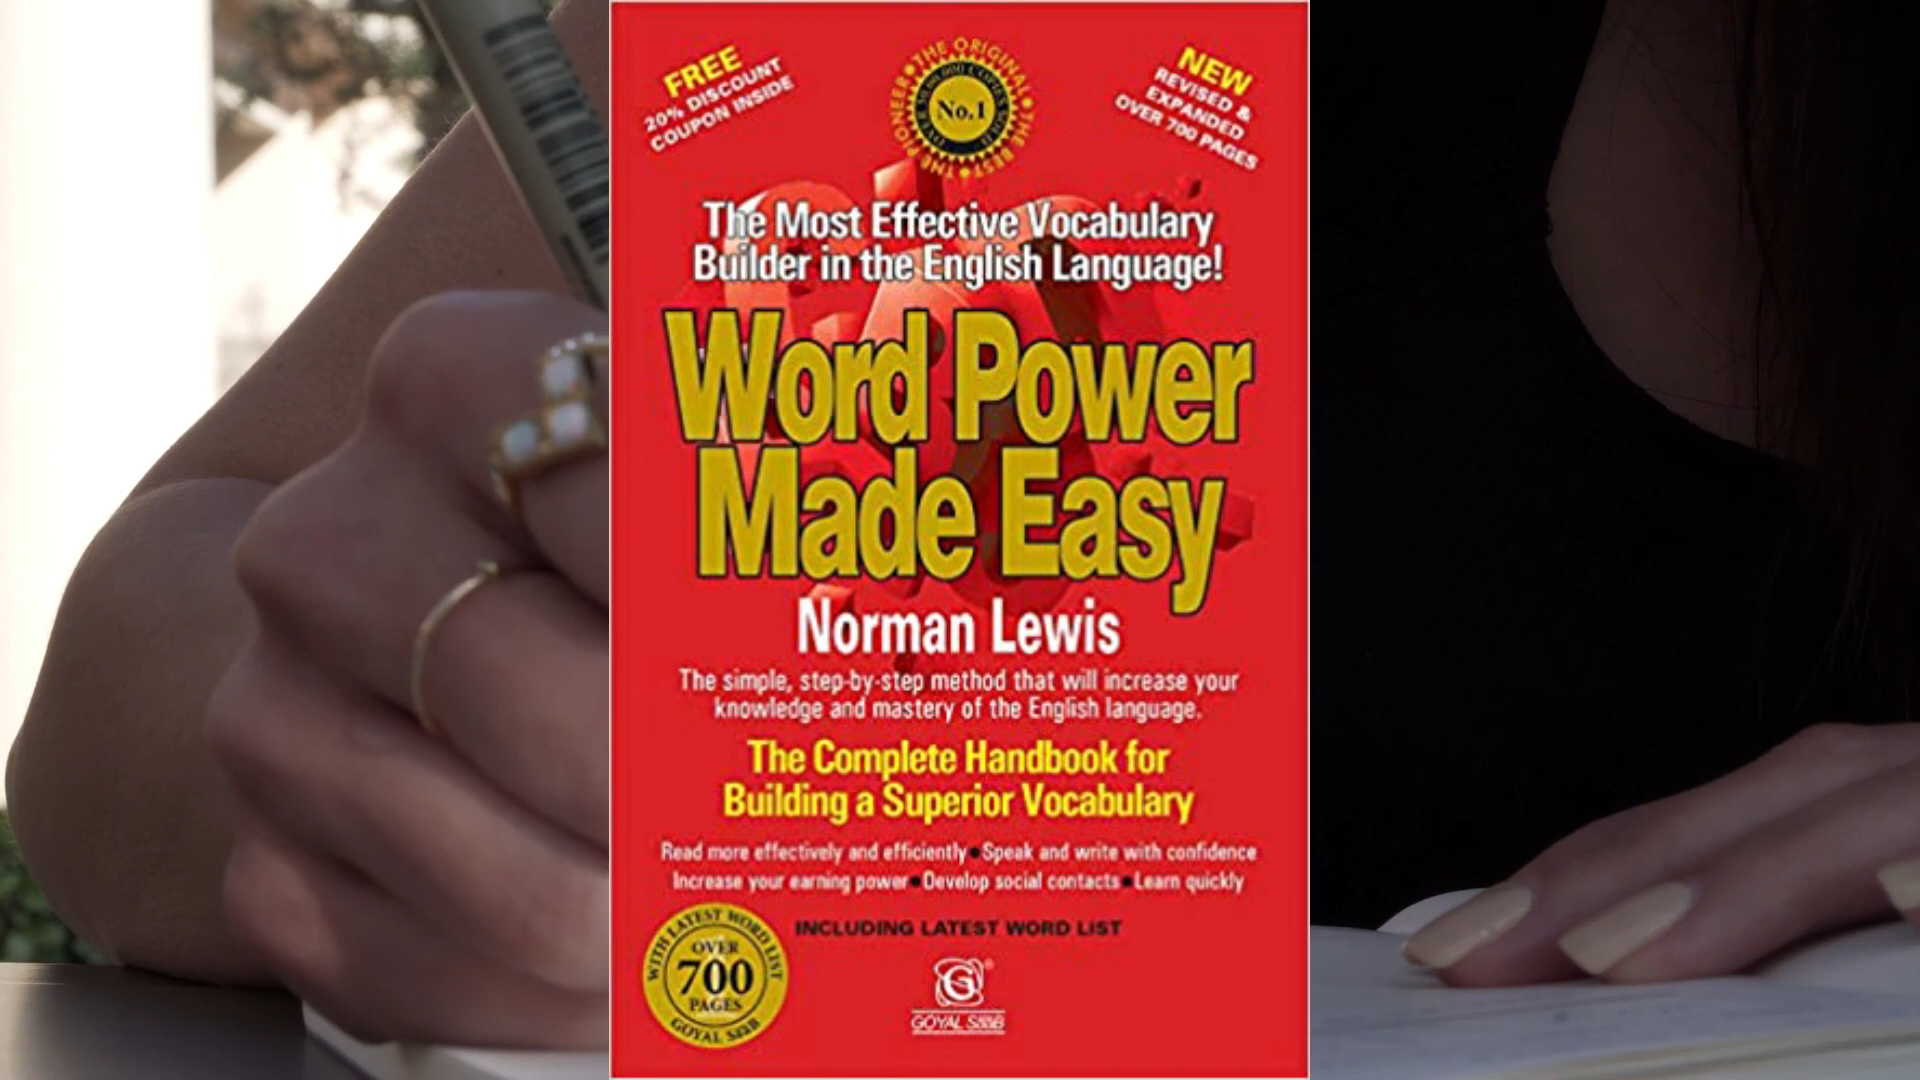 FREE
20% DISCOUNT
COUPON INSIDE
THE PIONEER • THE ORIGINAL • THE BEST •
No.1
NEW
REVISED &
EXPANDED
OVER 700 PAGES
The Most Effective Vocabulary
Builder in the English Language!
Word Power
Made Easy
Norman Lewis
The simple, step-by-step method that will increase your
knowledge and mastery of the English language.
The Complete Handbook for
Building a Superior Vocabulary
Read more effectively and efficiently • Speak and write with confidence
Increase your earning power • Develop social contacts • Learn quickly
INCLUDING LATEST WORD LIST
WITH LATEST WORD LIST
OVER
700
PAGES
GOYAL SaaB
G
GOYAL SaaB